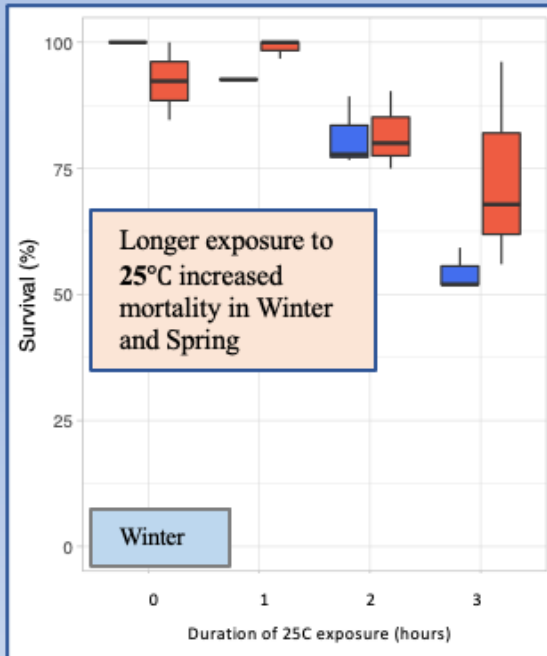 100
75
50
25
0
Survival (%)
Longer exposure to
25°C increased
mortality in Winter
and Spring
Winter
0 1 2 3
Duration of 25C exposure (hours)